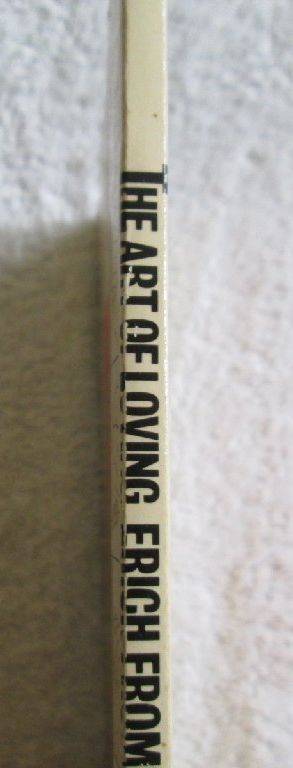 THE ART OF LOVING ERICH FROM